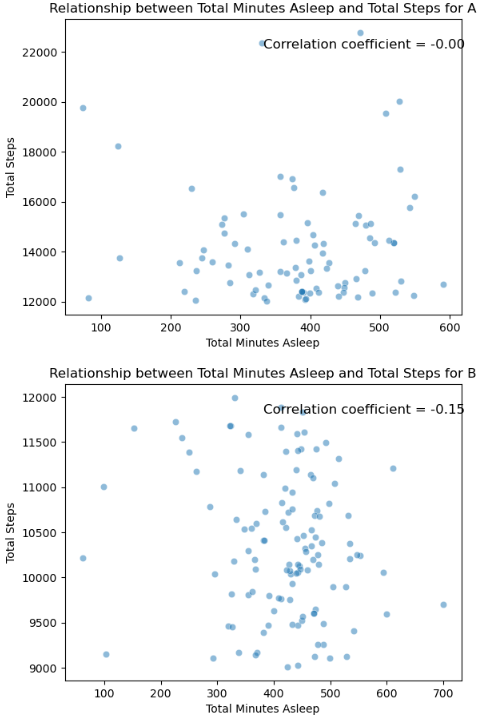 Relationship between Total Minutes Asleep and Total Steps for A
Correlation coefficient = -0.00
22000
20000
18000
16000
14000
12000
Total Steps
100 200 300 400 500 600
Total Minutes Asleep
Relationship between Total Minutes Asleep and Total Steps for B
Correlation coefficient = -0.15
12000
11500
11000
10500
10000
9500
9000
Total Steps
100 200 300 400 500 600 700
Total Minutes Asleep